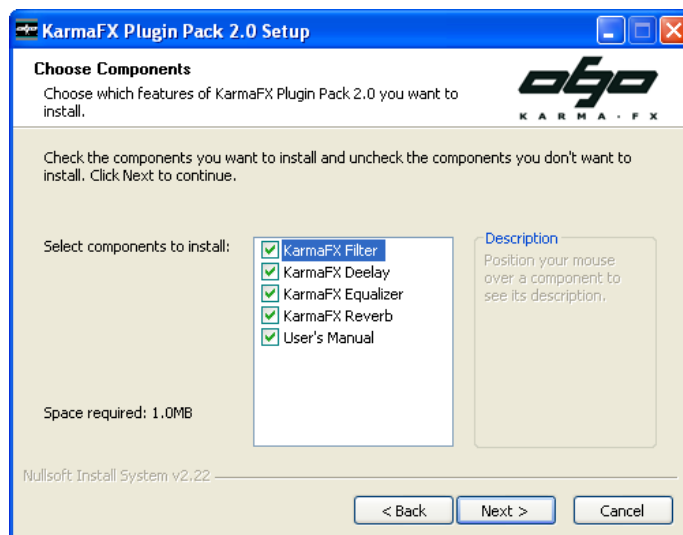 KarmaFX Plugin Pack 2.0 Setup
Choose Components
Choose which features of KarmaFX Plugin Pack 2.0 you want to
install.
KARMA·FX
Check the components you want to install and uncheck the components you don't want to
install. Click Next to continue.
Select components to install:
KarmaFX Filter
KarmaFX Deelay
KarmaFX Equalizer
KarmaFX Reverb
User's Manual
Description
Position your mouse
over a component to
see its description.
Space required: 1.0MB
Nullsoft Install System v2.22
< Back
Next >
Cancel